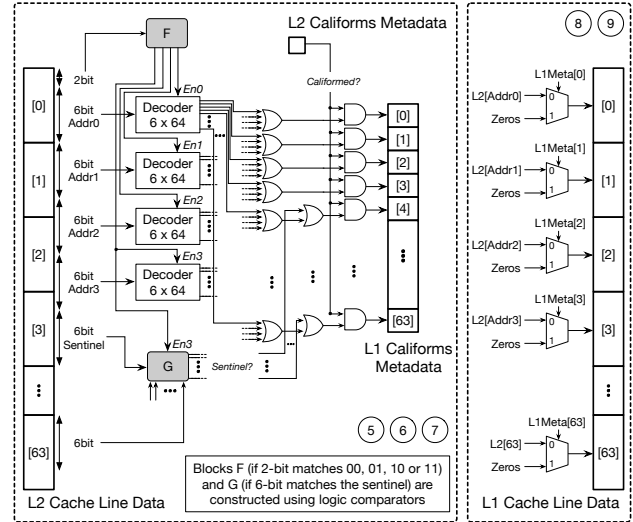 F
L2 Califorms
Metadata
8
9
2bit
Califormed?
L1Meta[0]
En0
[0]
6bit
Addr0
Decoder
6 x 64
[0]
L2[Addr0]
0
1
Zeros
[0]
En1
[1]
L1Meta[1]
[1]
6bit
Addr1
Decoder
6 x 64
[2]
L2[Addr1]
0
1
Zeros
[1]
[3]
En2
[4]
L1Meta[2]
[2]
6bit
Addr2
Decoder
6 x 64
L2[Addr2]
0
1
Zeros
[2]
En3
6bit
Addr3
Decoder
6 x 64
L1Meta[3]
[3]
6bit
Sentinel
En3
[63]
L2[Addr3]
0
1
Zeros
[3]
G
Sentinel?
L1 Califorms
Metadata
5
6
7
L1Meta[63]
[63]
6bit
L2[63]
0
1
Zeros
[63]
Blocks F (if 2-bit matches 00, 01, 10 or 11)
and G (if 6-bit matches the sentinel) are
constructed using logic comparators
L2 Cache Line Data
L1 Cache Line Data